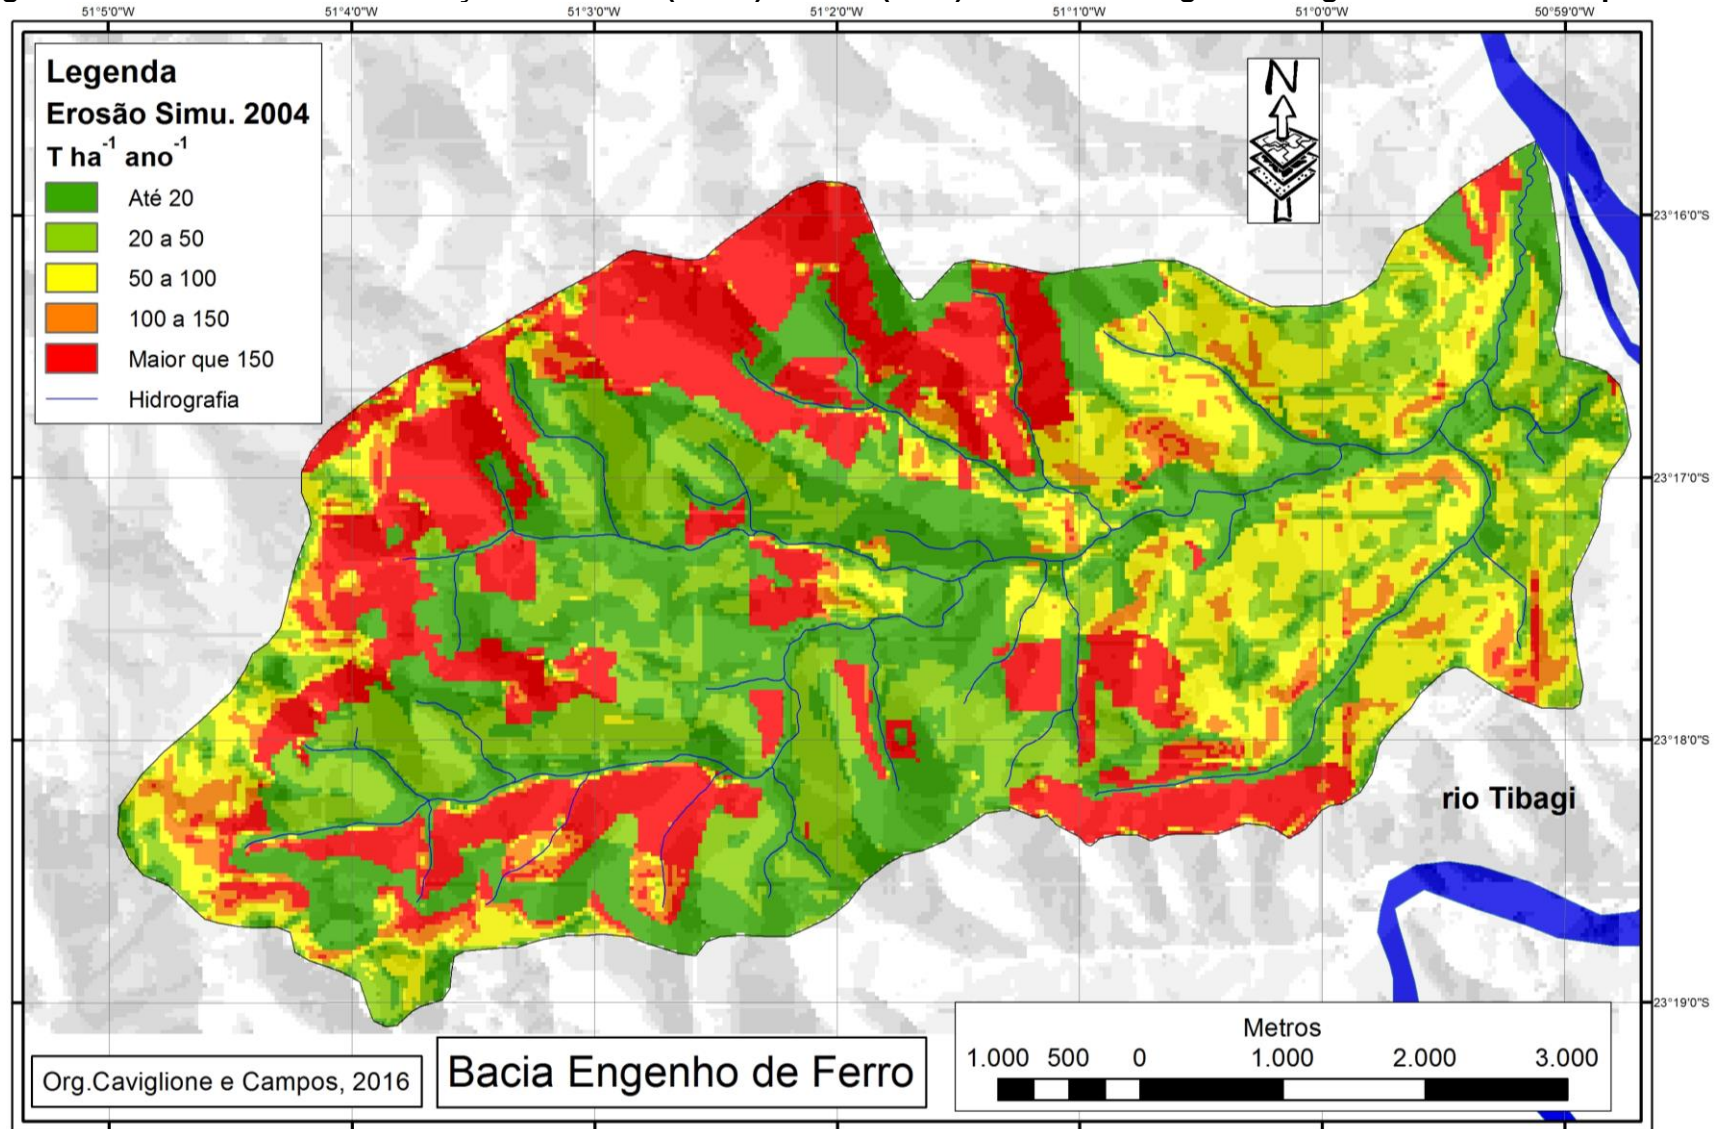 51°5'0"W 51°4'0"W 51°3'0"W 51°2'0"W 51°1'0"W 51°0'0"W 50°59'0"W
Legenda
Erosão Simu. 2004
T ha-1 ano-1
Até 20
20 a 50
50 a 100
100 a 150
Maior que 150
Hidrografia
N
23°16'0"S
23°17'0"S
23°18'0"S
rio Tibagi
23°19'0"S
Metros
1.000 500 0 1.000 2.000 3.000
Bacia Engenho de Ferro
Org.Caviglione e Campos, 2016